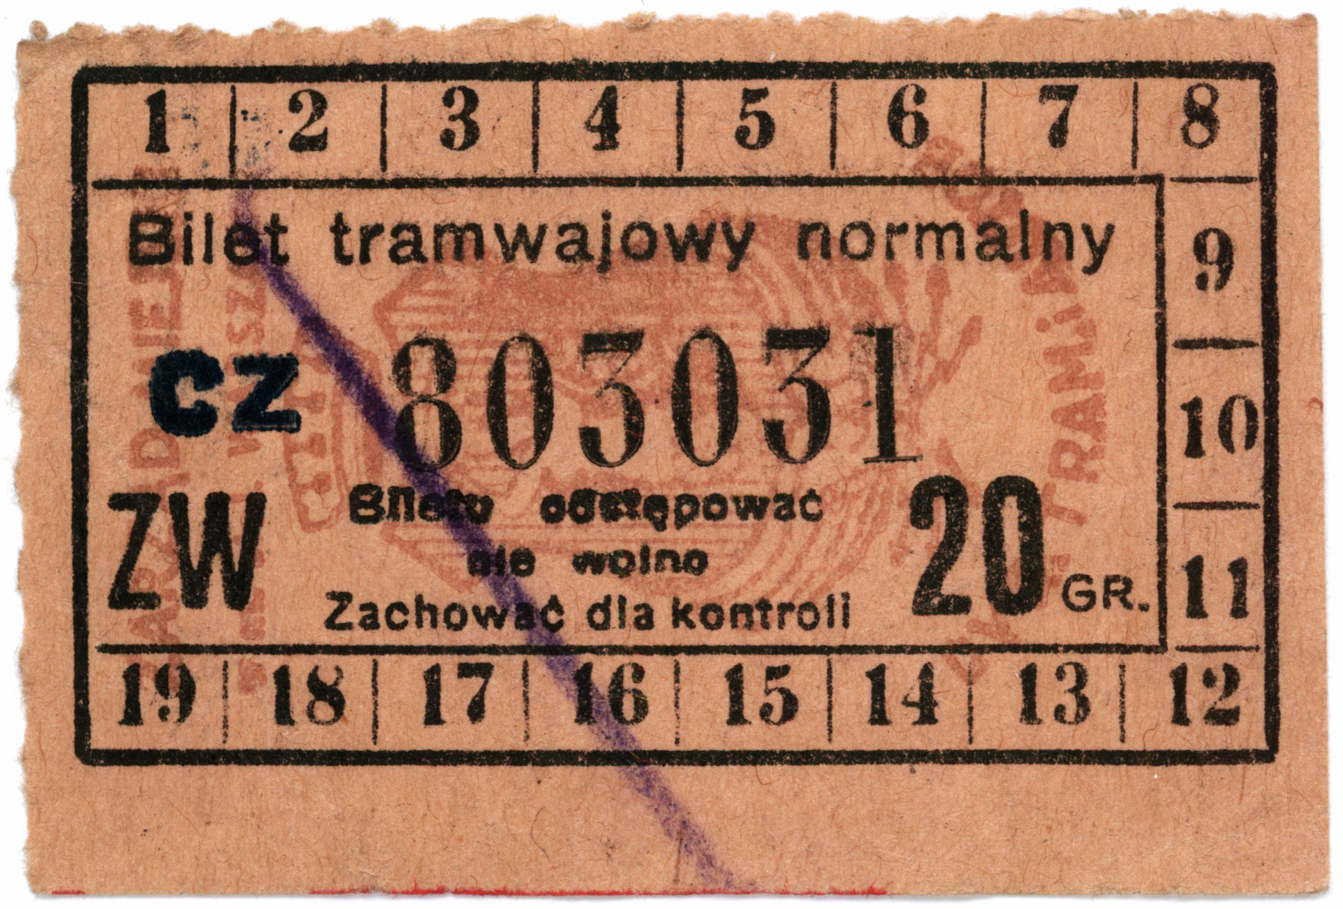 1 2 3 4 5 6 7 8
Bilet tramwajowy normalny
9
cz 803031
10
Bilety odstępować
nie wolno
ZW 20 GR.
11
Zachować dla kontroli
19 18 17 16 15 14 13 12